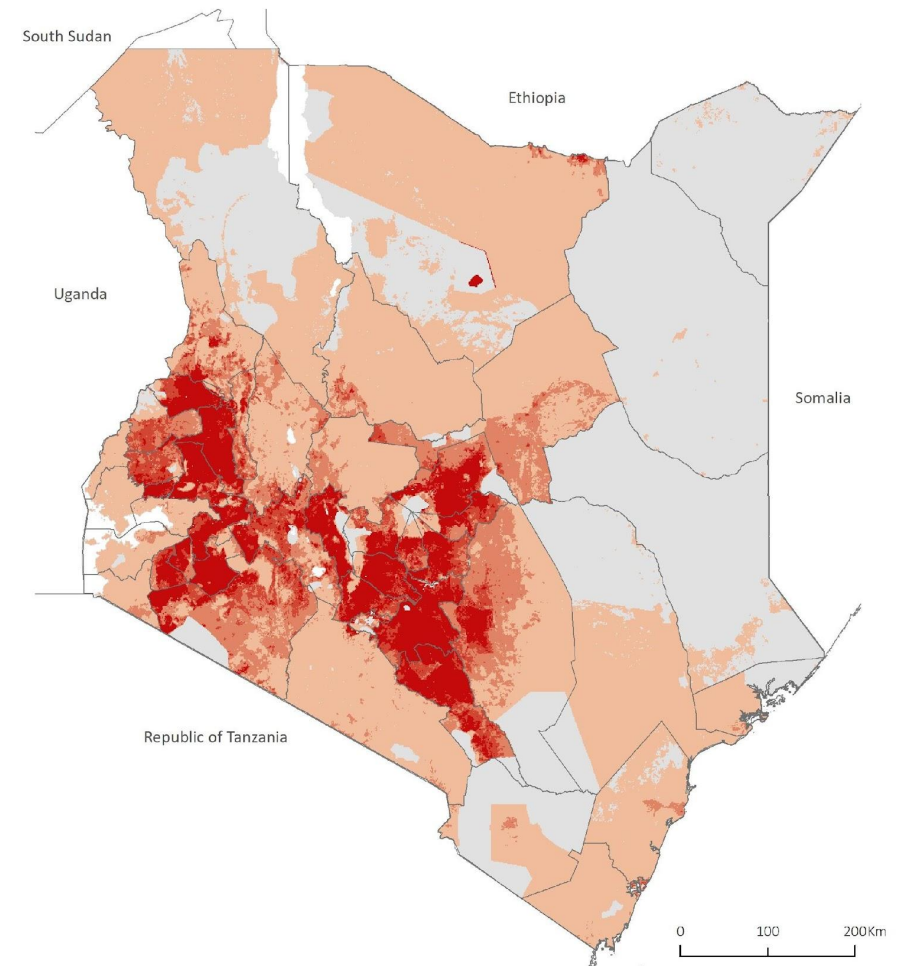 South Sudan
Ethiopia
Uganda
Somalia
Republic of Tanzania
0 100 200Km